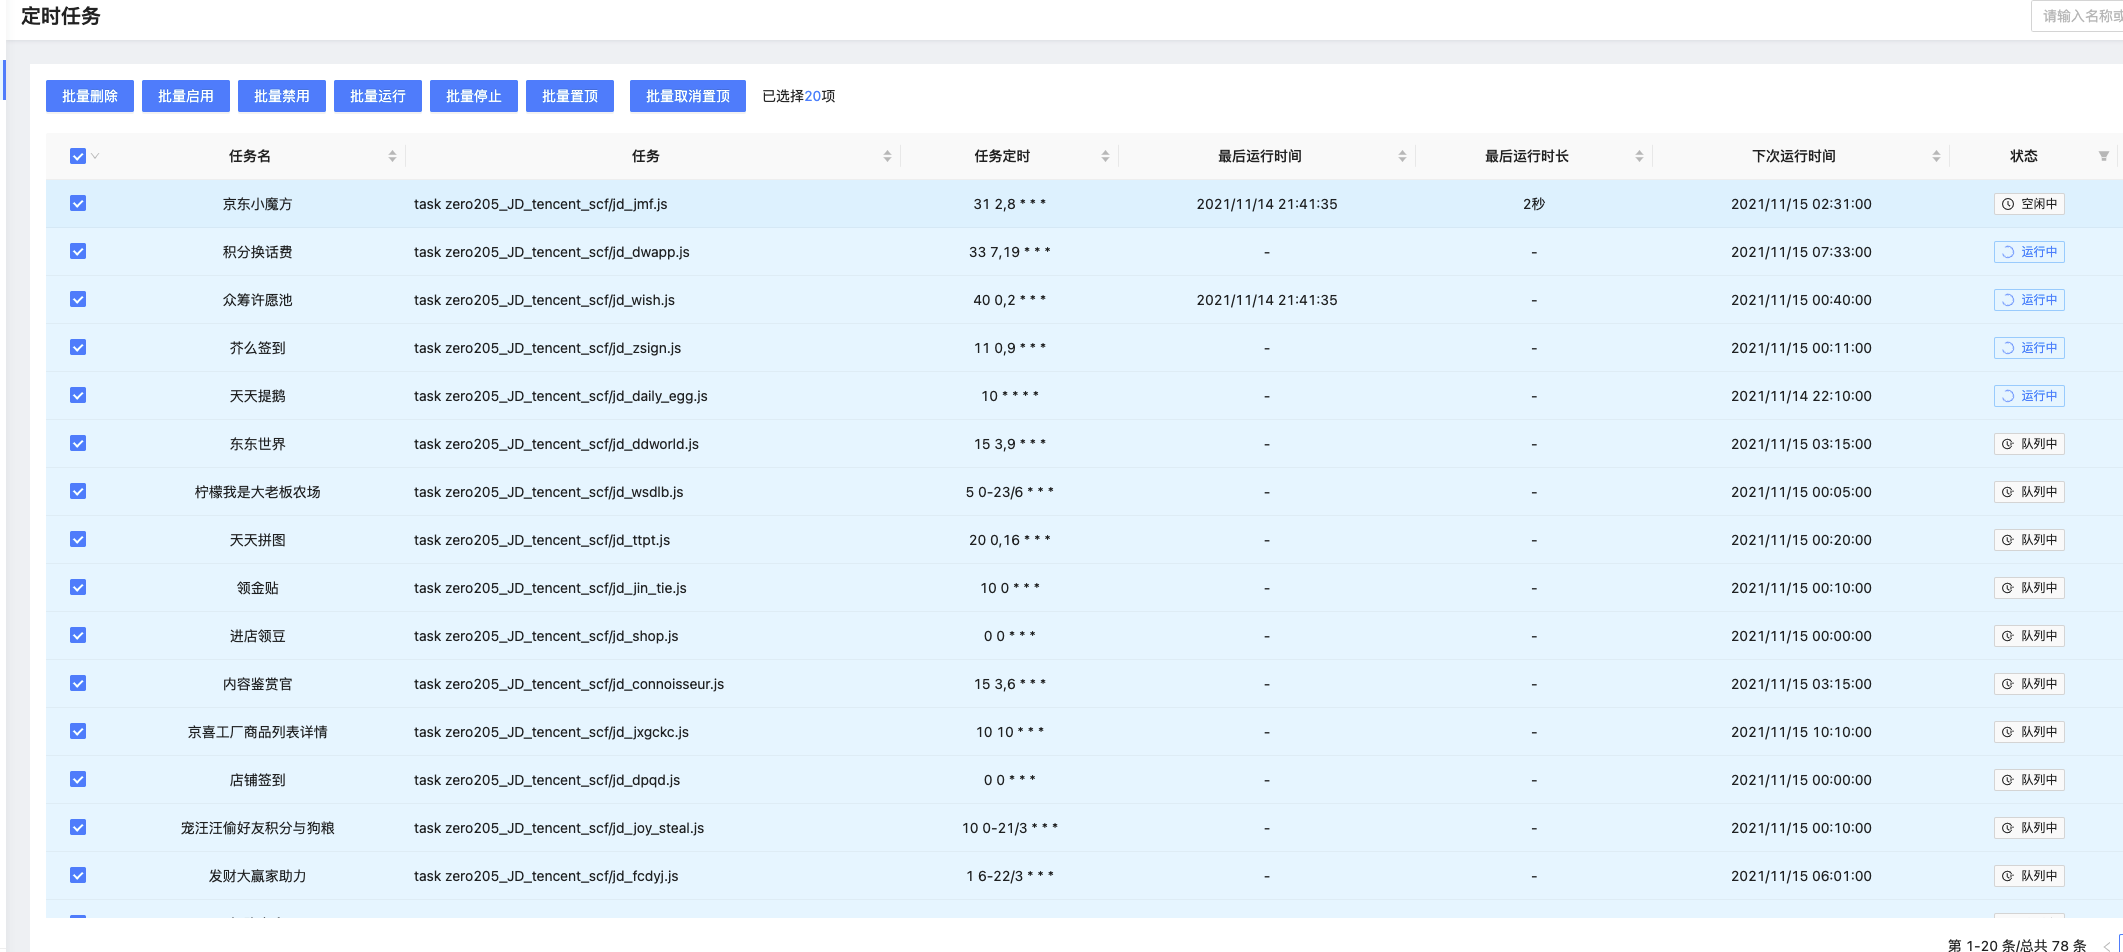 定时任务
请输入名称或
批量删除 批量启用 批量禁用 批量运行 批量停止 批量置顶 批量取消置顶 已选择20项
任务名 任务 任务定时 最后运行时间 最后运行时长 下次运行时间 状态
京东小魔方 task zero205_JD_tencent_scf/jd_jmf.js 31 2,8 * * * 2021/11/14 21:41:35 2秒 2021/11/15 02:31:00 空闲中
积分换话费 task zero205_JD_tencent_scf/jd_dwapp.js 33 7,19 * * * - - 2021/11/15 07:33:00 运行中
众筹许愿池 task zero205_JD_tencent_scf/jd_wish.js 40 0,2 * * * 2021/11/14 21:41:35 - 2021/11/15 00:40:00 运行中
芥么签到 task zero205_JD_tencent_scf/jd_zsign.js 11 0,9 * * * - - 2021/11/15 00:11:00 运行中
天天提鹅 task zero205_JD_tencent_scf/jd_daily_egg.js 10 * * * * - - 2021/11/14 22:10:00 运行中
东东世界 task zero205_JD_tencent_scf/jd_ddworld.js 15 3,9 * * * - - 2021/11/15 03:15:00 队列中
柠檬我是大老板农场 task zero205_JD_tencent_scf/jd_wsdlb.js 5 0-23/6 * * * - - 2021/11/15 00:05:00 队列中
天天拼图 task zero205_JD_tencent_scf/jd_ttpt.js 20 0,16 * * * - - 2021/11/15 00:20:00 队列中
领金贴 task zero205_JD_tencent_scf/jd_jin_tie.js 10 0 * * * - - 2021/11/15 00:10:00 队列中
进店领豆 task zero205_JD_tencent_scf/jd_shop.js 0 0 * * * - - 2021/11/15 00:00:00 队列中
内容鉴赏官 task zero205_JD_tencent_scf/jd_connoisseur.js 15 3,6 * * * - - 2021/11/15 03:15:00 队列中
京喜工厂商品列表详情 task zero205_JD_tencent_scf/jd_jxgckc.js 10 10 * * * - - 2021/11/15 10:10:00 队列中
店铺签到 task zero205_JD_tencent_scf/jd_dpqd.js 0 0 * * * - - 2021/11/15 00:00:00 队列中
宠汪汪偷好友积分与狗粮 task zero205_JD_tencent_scf/jd_joy_steal.js 10 0-21/3 * * * - - 2021/11/15 00:10:00 队列中
发财大赢家助力 task zero205_JD_tencent_scf/jd_fcdyj.js 1 6-22/3 * * * - - 2021/11/15 06:01:00 队列中
第 1-20 条/总共 78 条